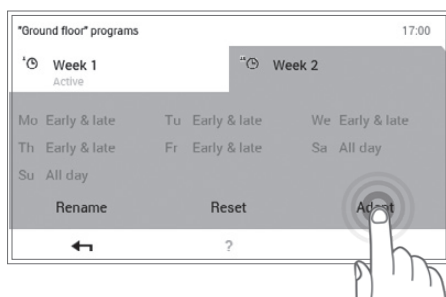 "Ground floor" programs 17:00
Week 1 Week 2
Active
Mo Early & late Tu Early & late We Early & late
Th Early & late Fr Early & late Sa All day
Su All day
Rename Reset Adapt
?